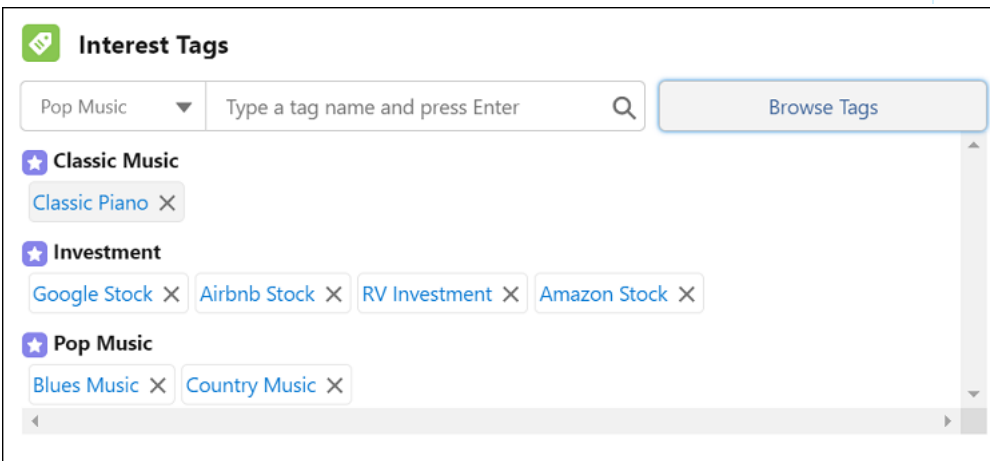 Interest Tags
Pop Music Type a tag name and press Enter Browse Tags
Classic Music
Classic Piano
Investment
Google Stock Airbnb Stock RV Investment Amazon Stock
Pop Music
Blues Music Country Music